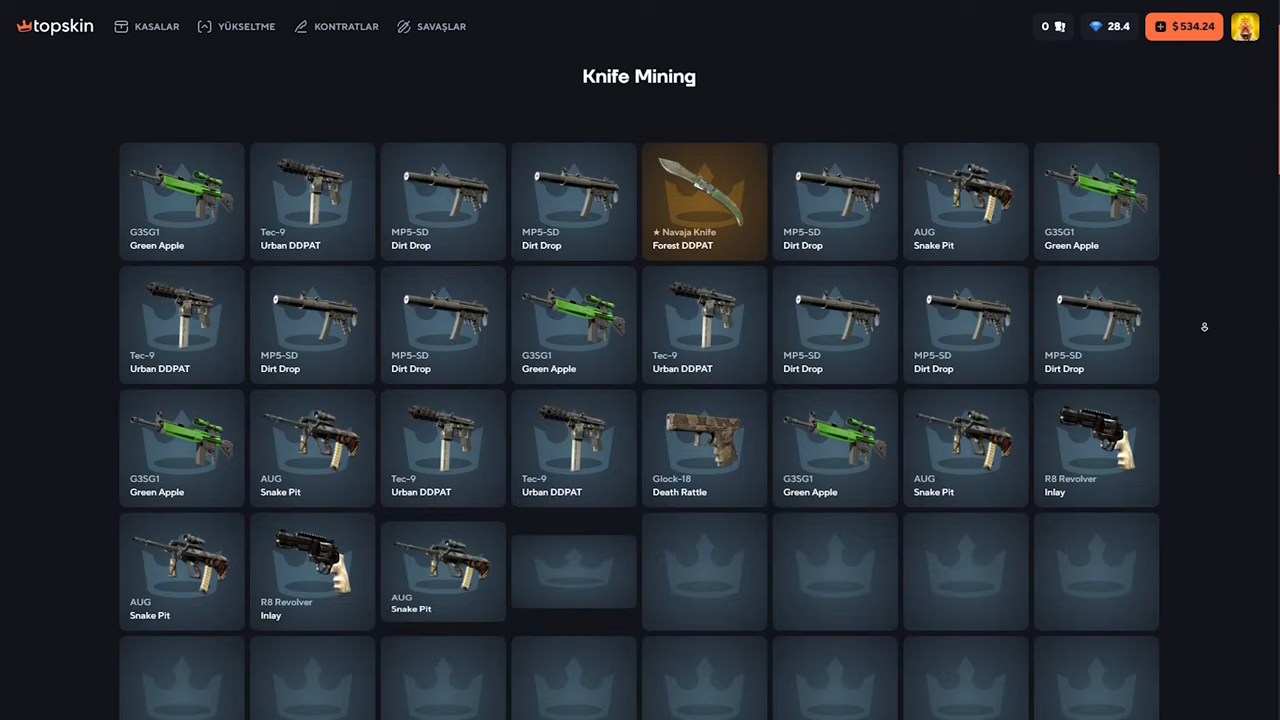 topskin
KASALAR
YÜKSELTME
KONTRATLAR
SAVAŞLAR
0
28.4
$ 534.24
Knife Mining
G3SG1
Green Apple
Tec-9
Urban DDPAT
MP5-SD
Dirt Drop
MP5-SD
Dirt Drop
★ Navaja Knife
Forest DDPAT
MP5-SD
Dirt Drop
AUG
Snake Pit
G3SG1
Green Apple
Tec-9
Urban DDPAT
MP5-SD
Dirt Drop
MP5-SD
Dirt Drop
G3SG1
Green Apple
Tec-9
Urban DDPAT
MP5-SD
Dirt Drop
MP5-SD
Dirt Drop
MP5-SD
Dirt Drop
G3SG1
Green Apple
AUG
Snake Pit
Tec-9
Urban DDPAT
Tec-9
Urban DDPAT
Glock-18
Death Rattle
G3SG1
Green Apple
AUG
Snake Pit
R8 Revolver
Inlay
AUG
Snake Pit
R8 Revolver
Inlay
AUG
Snake Pit